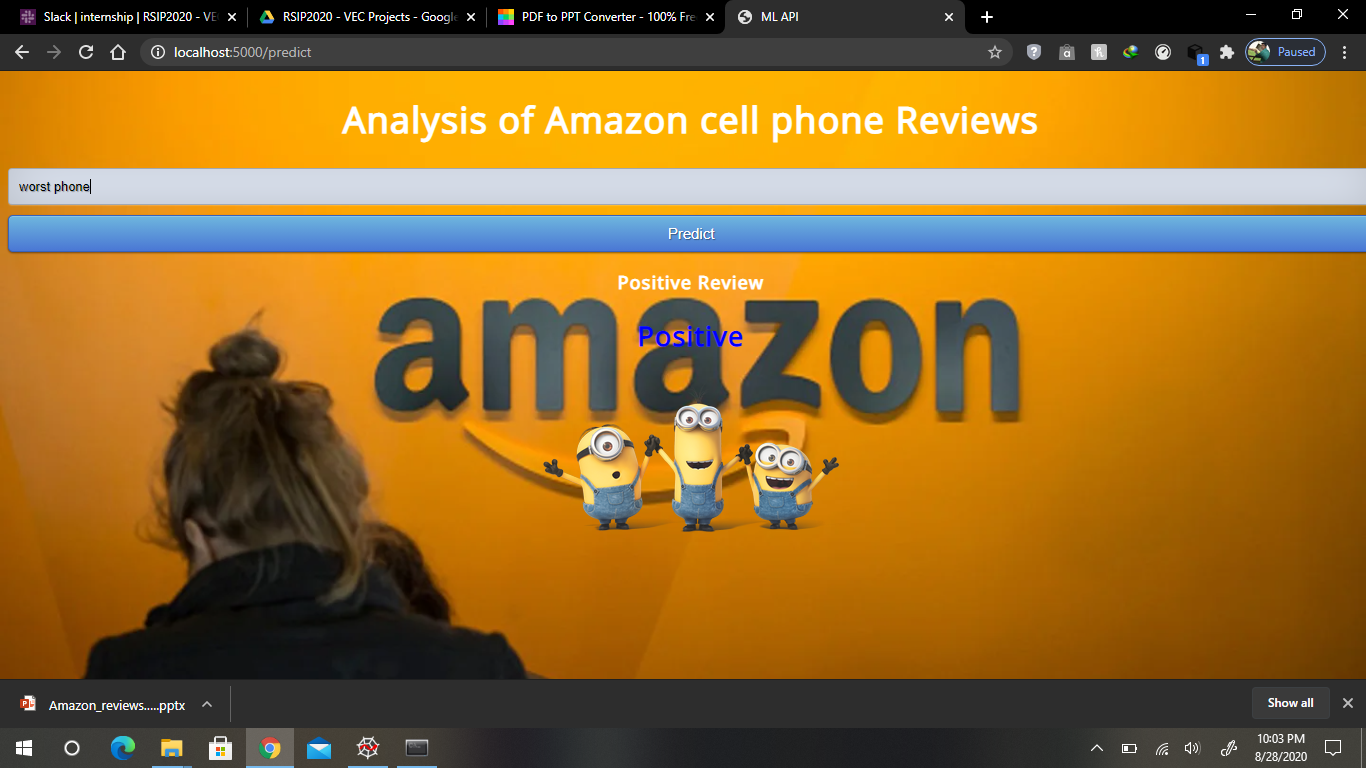 Slack | internship | RSIP2020 - VE
RSIP2020 - VEC Projects - Google
PDF to PPT Converter - 100% Fre
ML API
localhost:5000/predict
1
Paused
Analysis of Amazon cell phone Reviews
worst phone
Predict
Positive Review
amazon
Positive
Amazon_reviews.....pptx
Show all
10:03 PM
8/28/2020